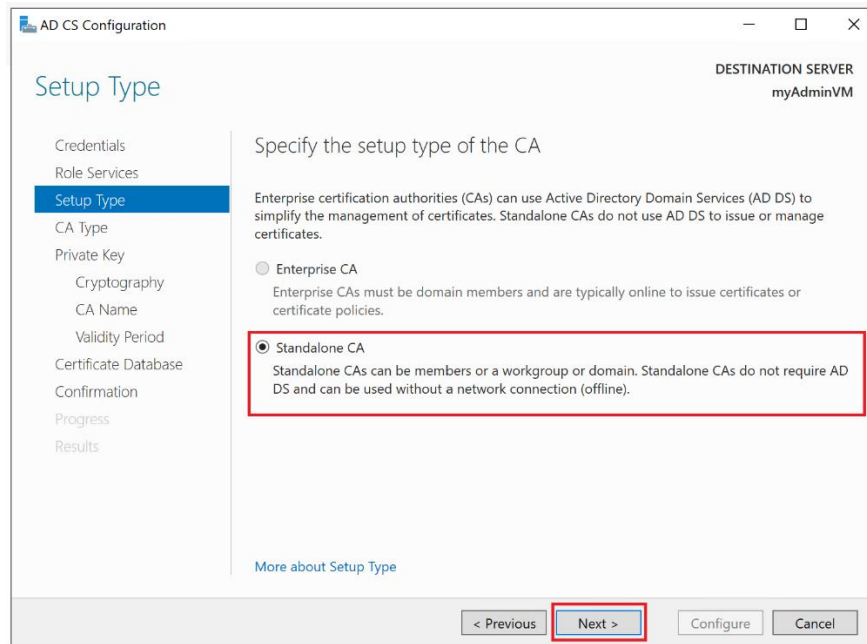 AD CS Configuration
Setup Type
DESTINATION SERVER
myAdminVM
Credentials
Role Services
Setup Type
CA Type
Private Key
Cryptography
CA Name
Validity Period
Certificate Database
Confirmation
Progress
Results
Specify the setup type of the CA
Enterprise certification authorities (CAs) can use Active Directory Domain Services (AD DS) to
simplify the management of certificates. Standalone CAs do not use AD DS to issue or manage
certificates.
Enterprise CA
Enterprise CAs must be domain members and are typically online to issue certificates or
certificate policies.
Standalone CA
Standalone CAs can be members or a workgroup or domain. Standalone CAs do not require AD
DS and can be used without a network connection (offline).
More about Setup Type
< Previous
Next >
Configure
Cancel